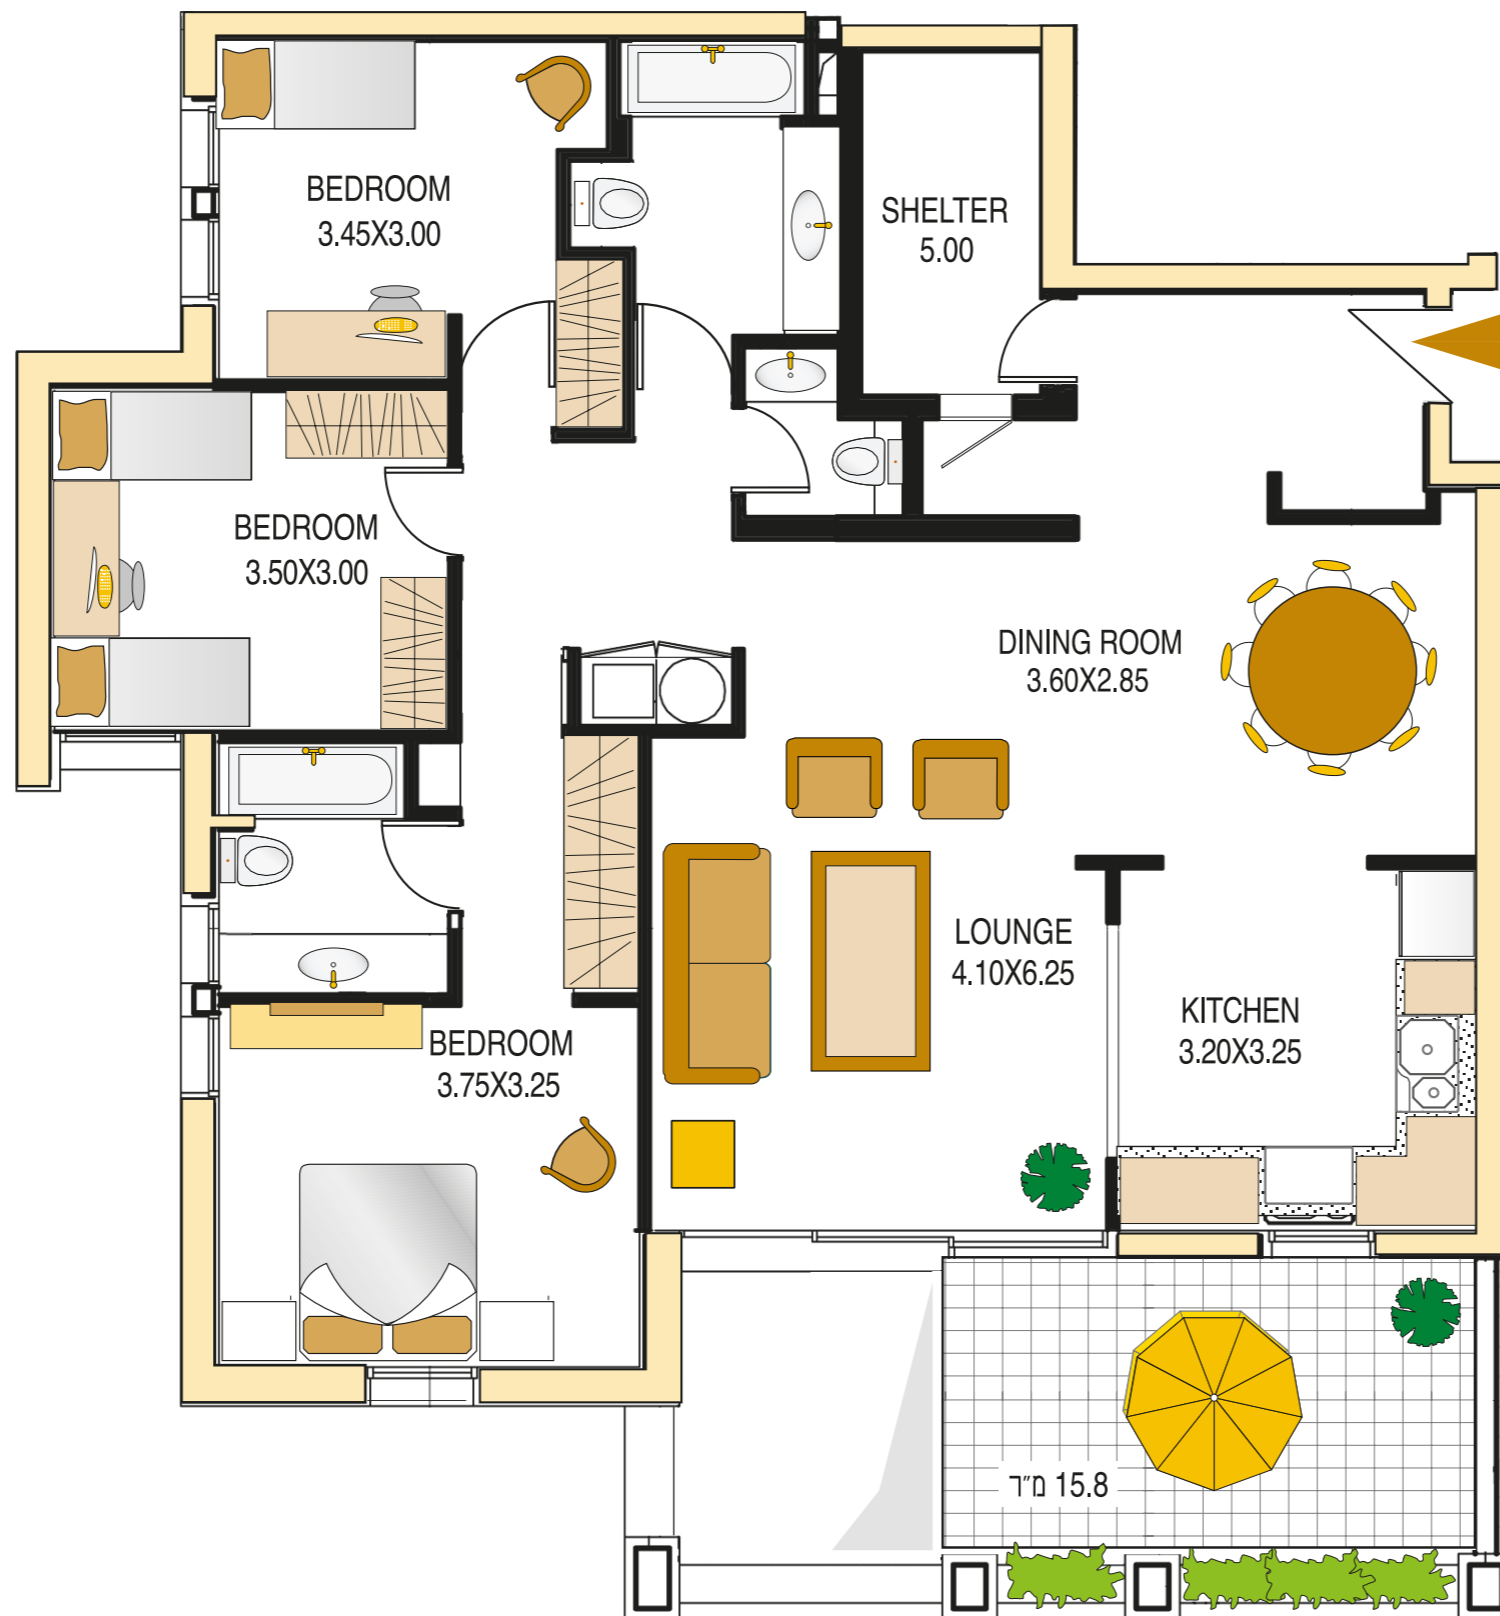 BEDROOM
3.45X3.00
SHELTER
5.00
BEDROOM
3.50X3.00
DINING ROOM
3.60X2.85
LOUNGE
4.10X6.25
KITCHEN
3.20X3.25
BEDROOM
3.75X3.25
15.8 מ"ר